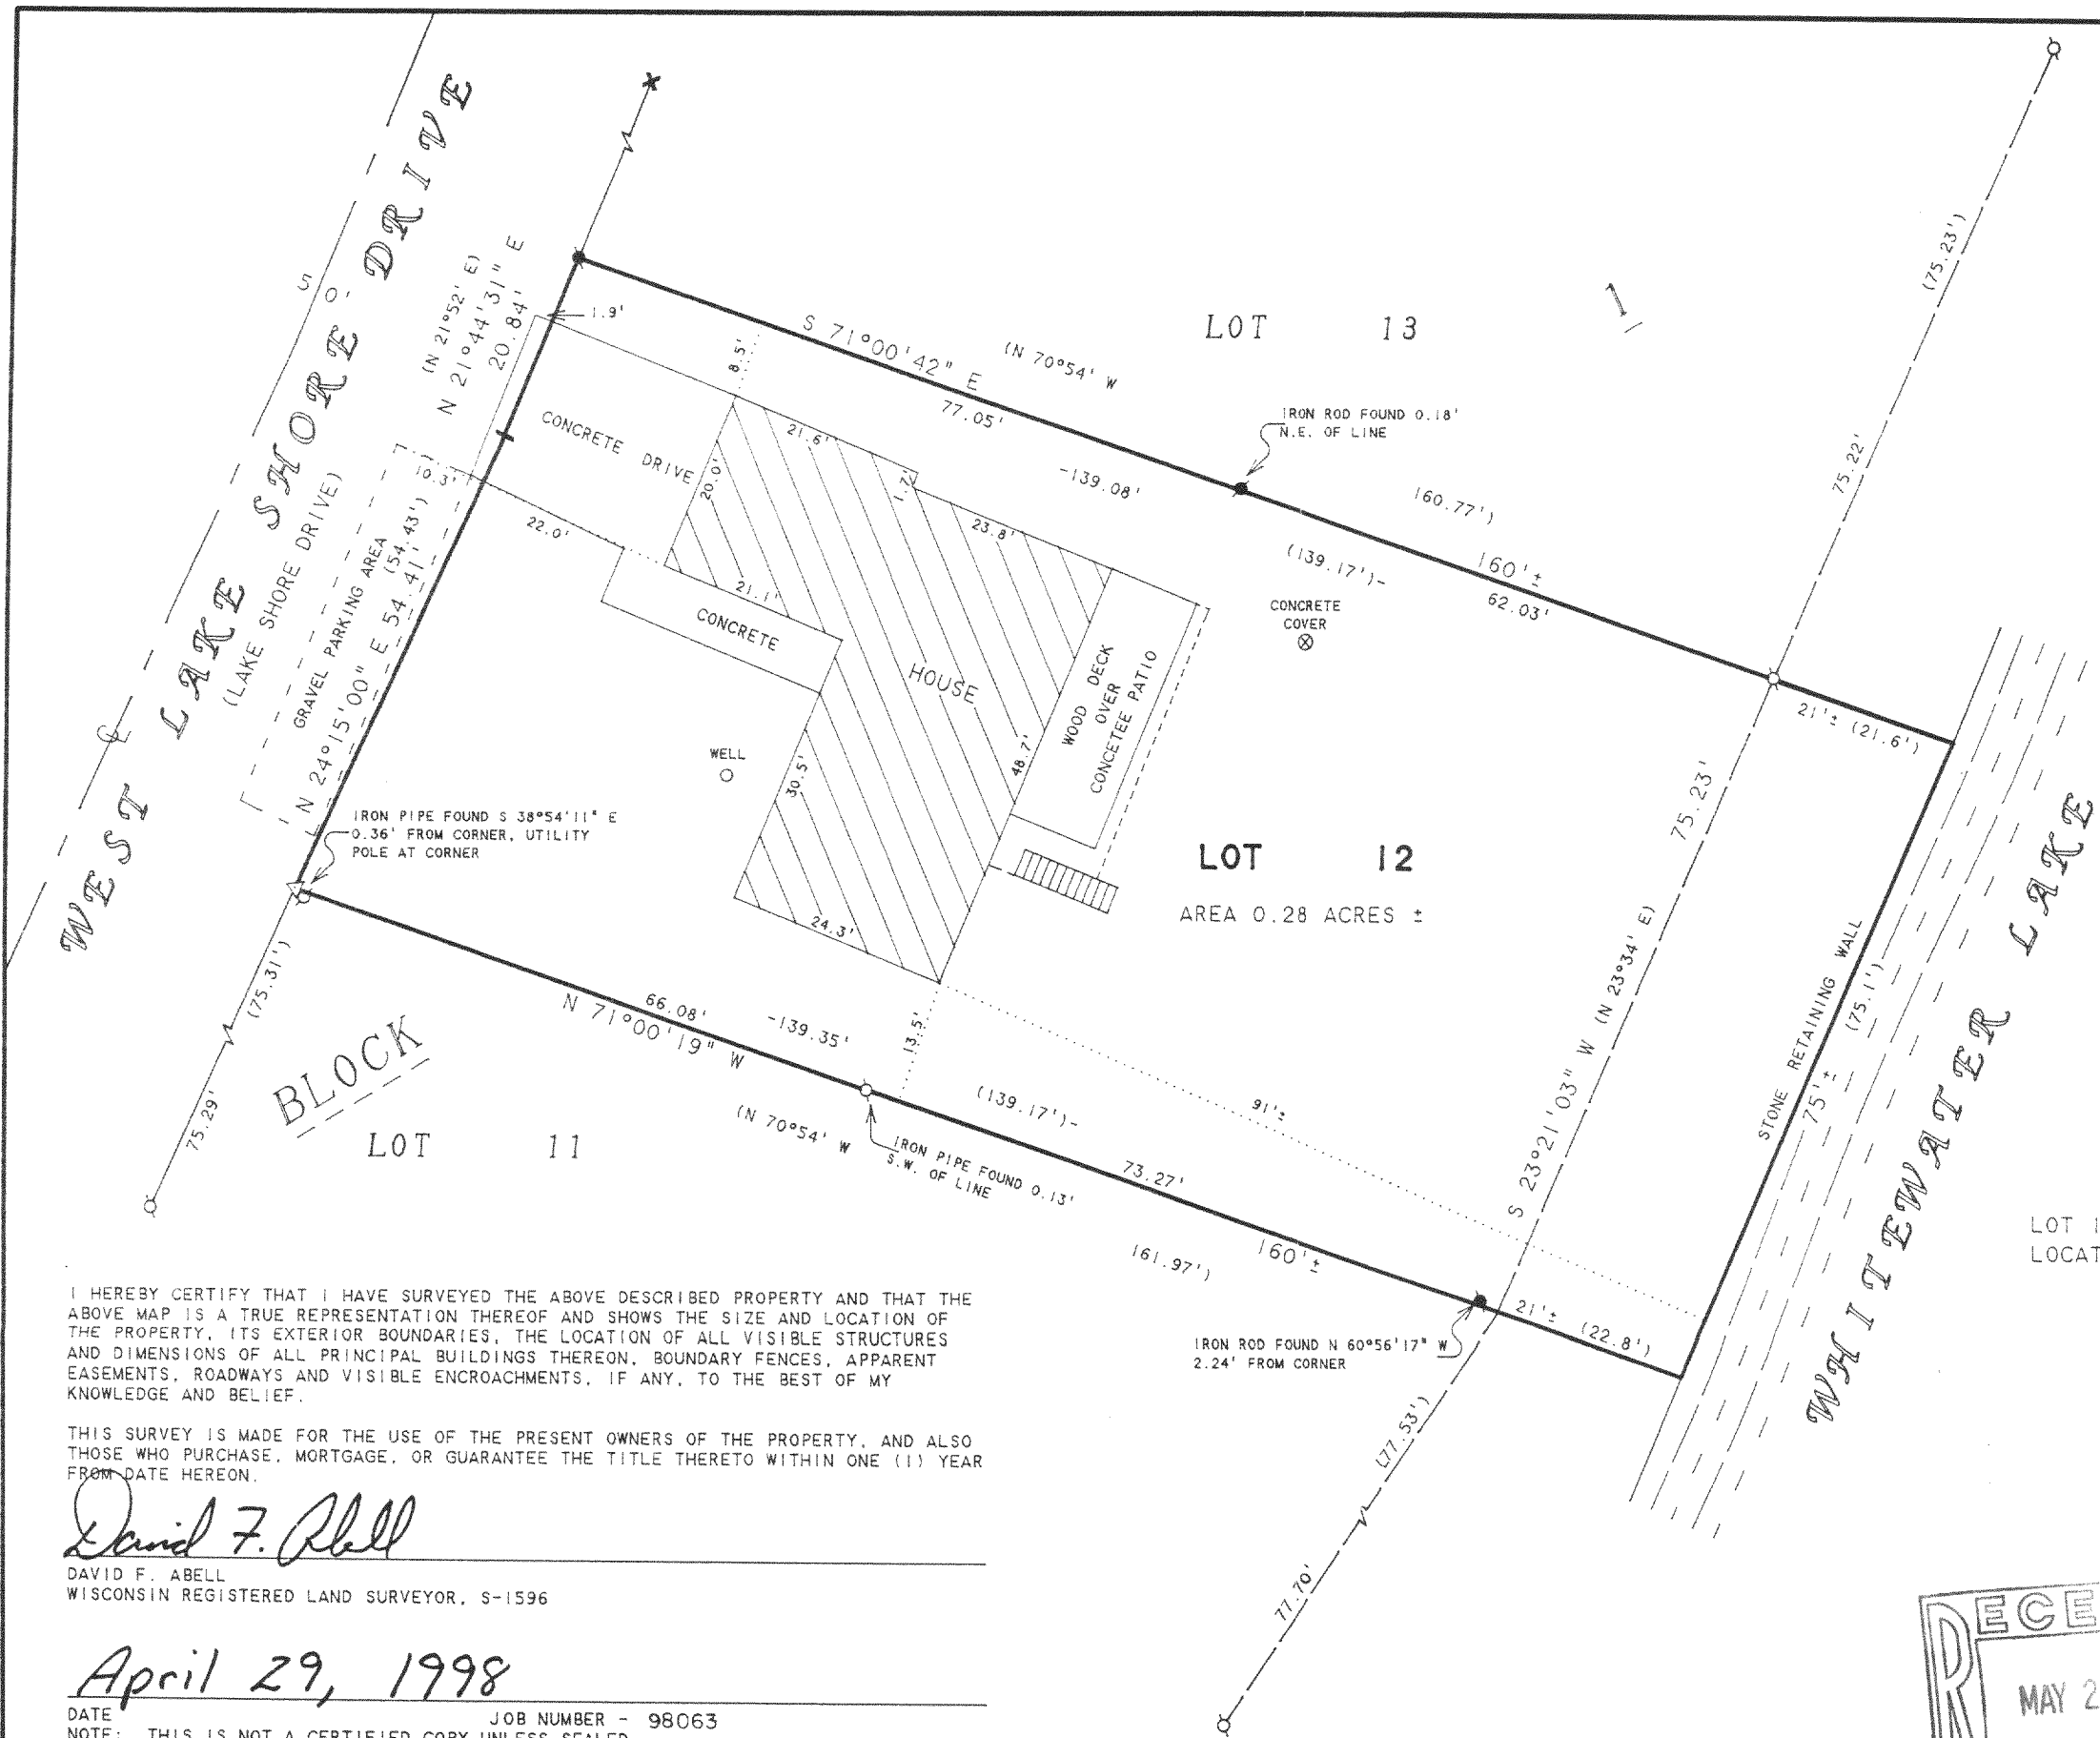 WEST LAKE SHORE DRIVE
(LAKE SHORE DRIVE)
50'
(N 21°52' E)
N 21°44'31" E
20.84'
1.9'
8.5'
S 71°00'42" E
(N 70°54' W
77.05'
-139.08'
LOT 13
1
IRON ROD FOUND 0.18'
N.E. OF LINE
160.77')
(139.17')-
160'±
62.03'
(75.23')
75.22'
CONCRETE DRIVE
10.3'
22.0'
20.0'
21.6'
1.7'
23.8'
21.1'
CONCRETE
HOUSE
GRAVEL PARKING AREA
(54.43')
N 24°15'00" E 54.41'
WELL
30.5'
48.7'
24.3'
WOOD DECK
OVER
CONCETEE PATIO
CONCRETE
COVER
21'± (21.6')
75.23'
S 23°21'03" W (N 23°34' E)
LOT 12
AREA 0.28 ACRES ±
IRON PIPE FOUND S 38°54'11" E
0.36' FROM CORNER, UTILITY
POLE AT CORNER
(75.31')
75.29'
BLOCK
LOT 11
66.08'
N 71°00'19" W
-139.35'
13.5'
(N 70°54' W
(139.17')-
IRON PIPE FOUND 0.13'
S.W. OF LINE
73.27'
91'±
161.97')
160'±
STONE RETAINING WALL
75'±
(75.1')
WHITEWATER LAKE
21'± (22.8')
IRON ROD FOUND N 60°56'17" W
2.24' FROM CORNER
(77.53')
77.70'
LOT 1
LOCAT
I HEREBY CERTIFY THAT I HAVE SURVEYED THE ABOVE DESCRIBED PROPERTY AND THAT THE
ABOVE MAP IS A TRUE REPRESENTATION THEREOF AND SHOWS THE SIZE AND LOCATION OF
THE PROPERTY, ITS EXTERIOR BOUNDARIES, THE LOCATION OF ALL VISIBLE STRUCTURES
AND DIMENSIONS OF ALL PRINCIPAL BUILDINGS THEREON, BOUNDARY FENCES, APPARENT
EASEMENTS, ROADWAYS AND VISIBLE ENCROACHMENTS, IF ANY, TO THE BEST OF MY
KNOWLEDGE AND BELIEF.
THIS SURVEY IS MADE FOR THE USE OF THE PRESENT OWNERS OF THE PROPERTY, AND ALSO
THOSE WHO PURCHASE, MORTGAGE, OR GUARANTEE THE TITLE THERETO WITHIN ONE (1) YEAR
FROM DATE HEREON.
David F. Abell
DAVID F. ABELL
WISCONSIN REGISTERED LAND SURVEYOR, S-1596
April 29, 1998
DATE JOB NUMBER - 98063
NOTE: THIS IS NOT A CERTIFIED COPY UNLESS SEALED
RECE
MAY 2